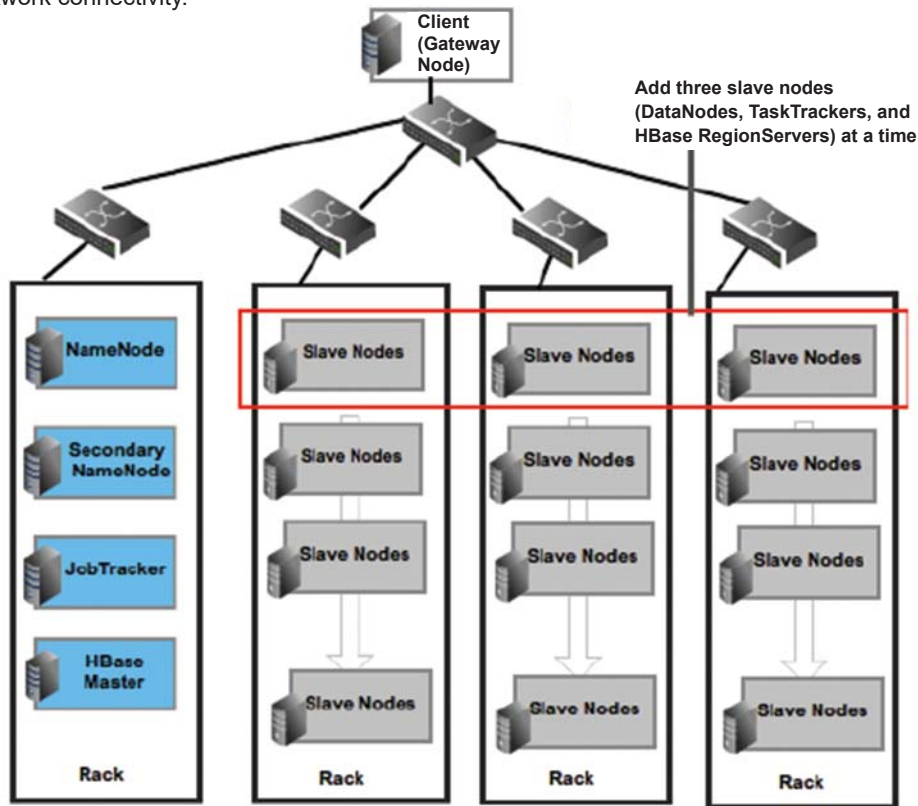 work connectivity.
Client
(Gateway
Node)
Add three slave nodes
(DataNodes, TaskTrackers, and
HBase RegionServers) at a time
NameNode
Slave Nodes
Slave Nodes
Slave Nodes
Secondary
NameNode
Slave Nodes
Slave Nodes
Slave Nodes
JobTracker
Slave Nodes
Slave Nodes
Slave Nodes
HBase
Master
Slave Nodes
Slave Nodes
Slave Nodes
Rack
Rack
Rack
Rack